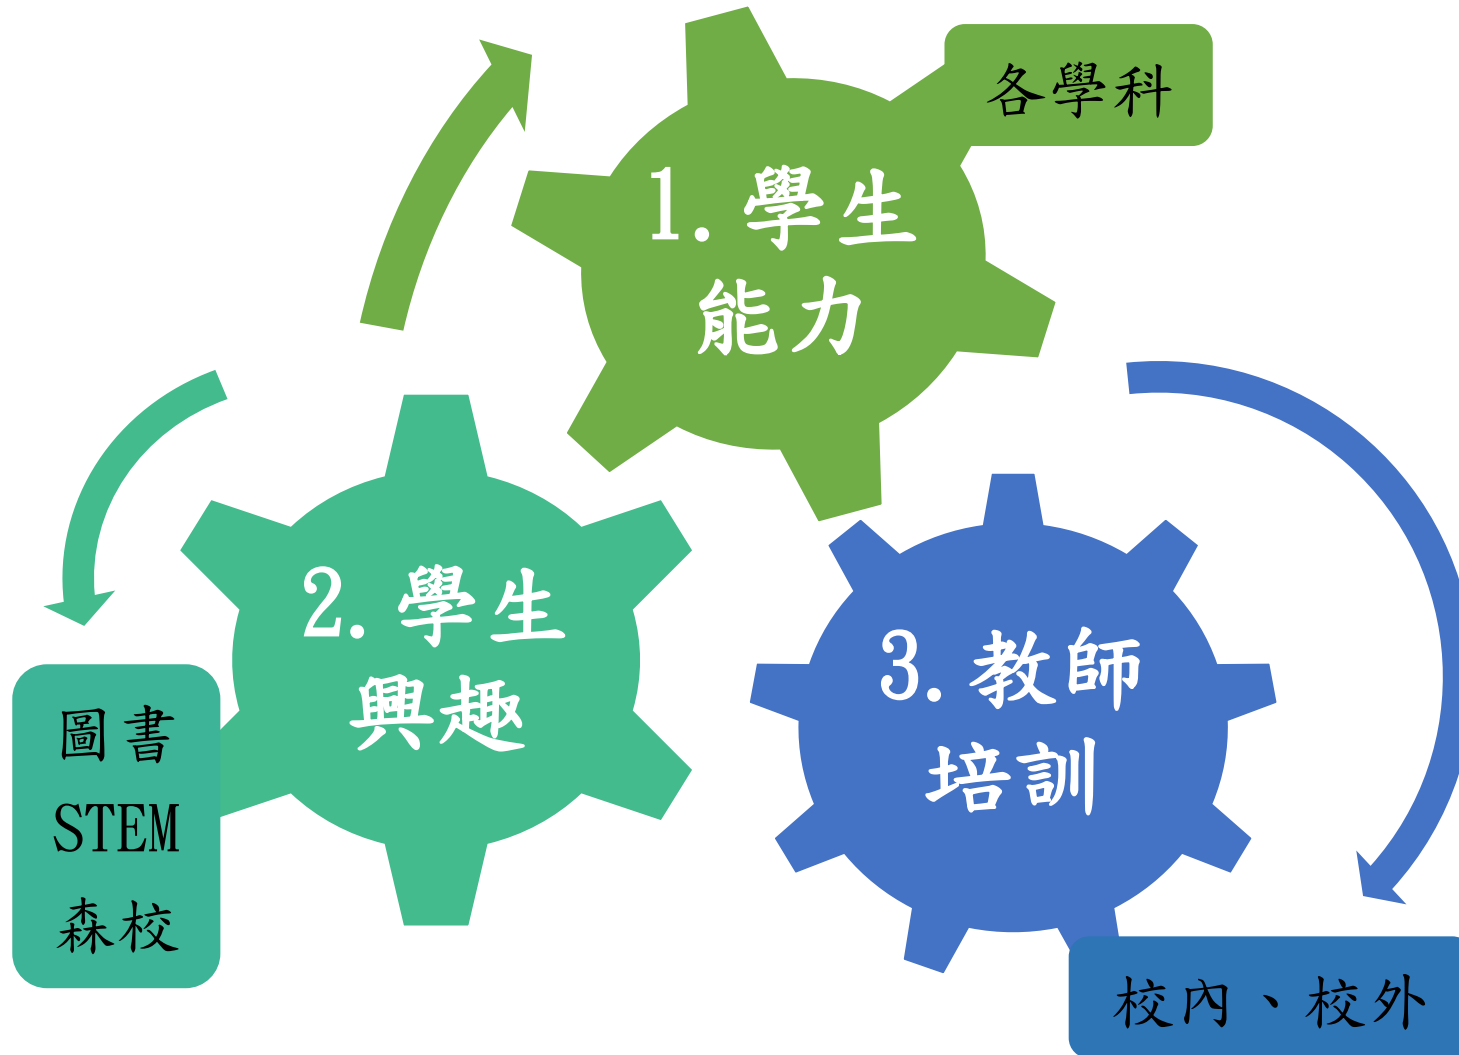 各學科
1.學生
能力
2.學生
興趣
圖書
STEM
森校
3.教師
培訓
校內、校外